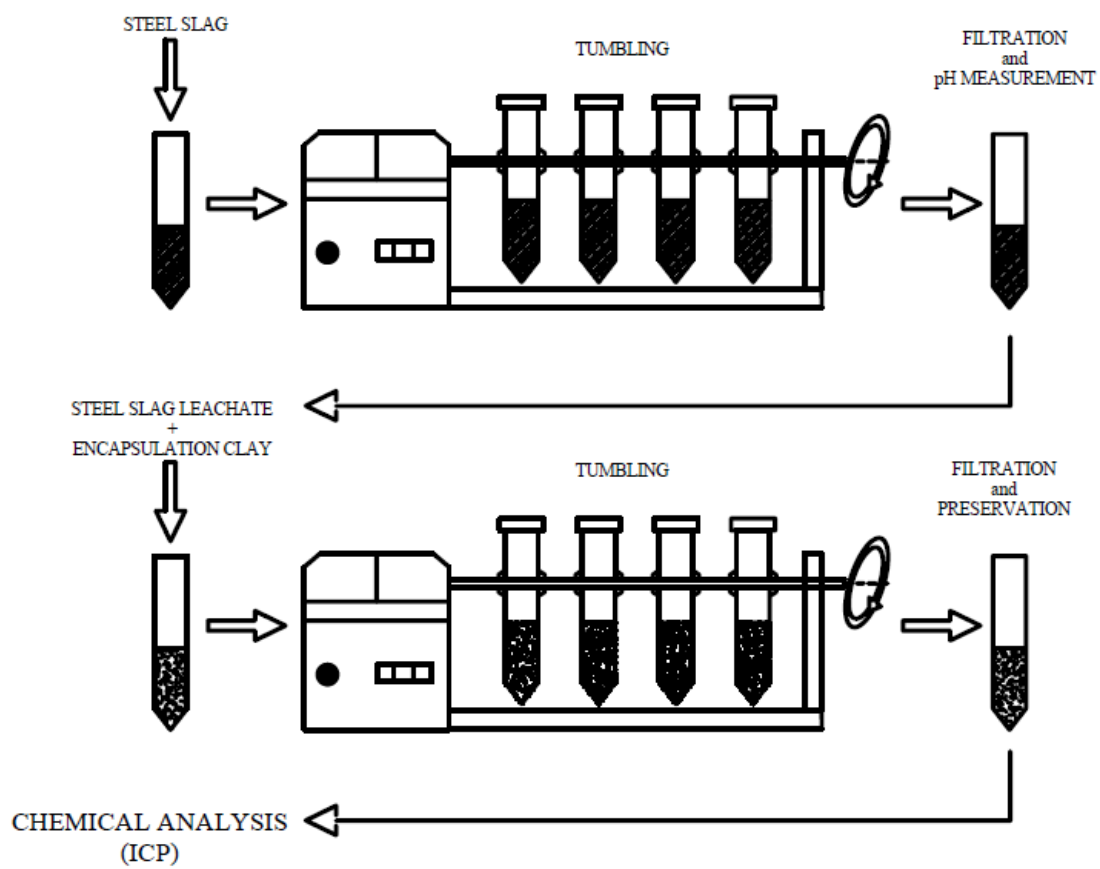 STEEL SLAG
TUMBLING
FILTRATION
and
pH MEASUREMENT
STEEL SLAG LEACHATE
+
ENCAPSULATION CLAY
TUMBLING
FILTRATION
and
PRESERVATION
CHEMICAL ANALYSIS
(ICP)